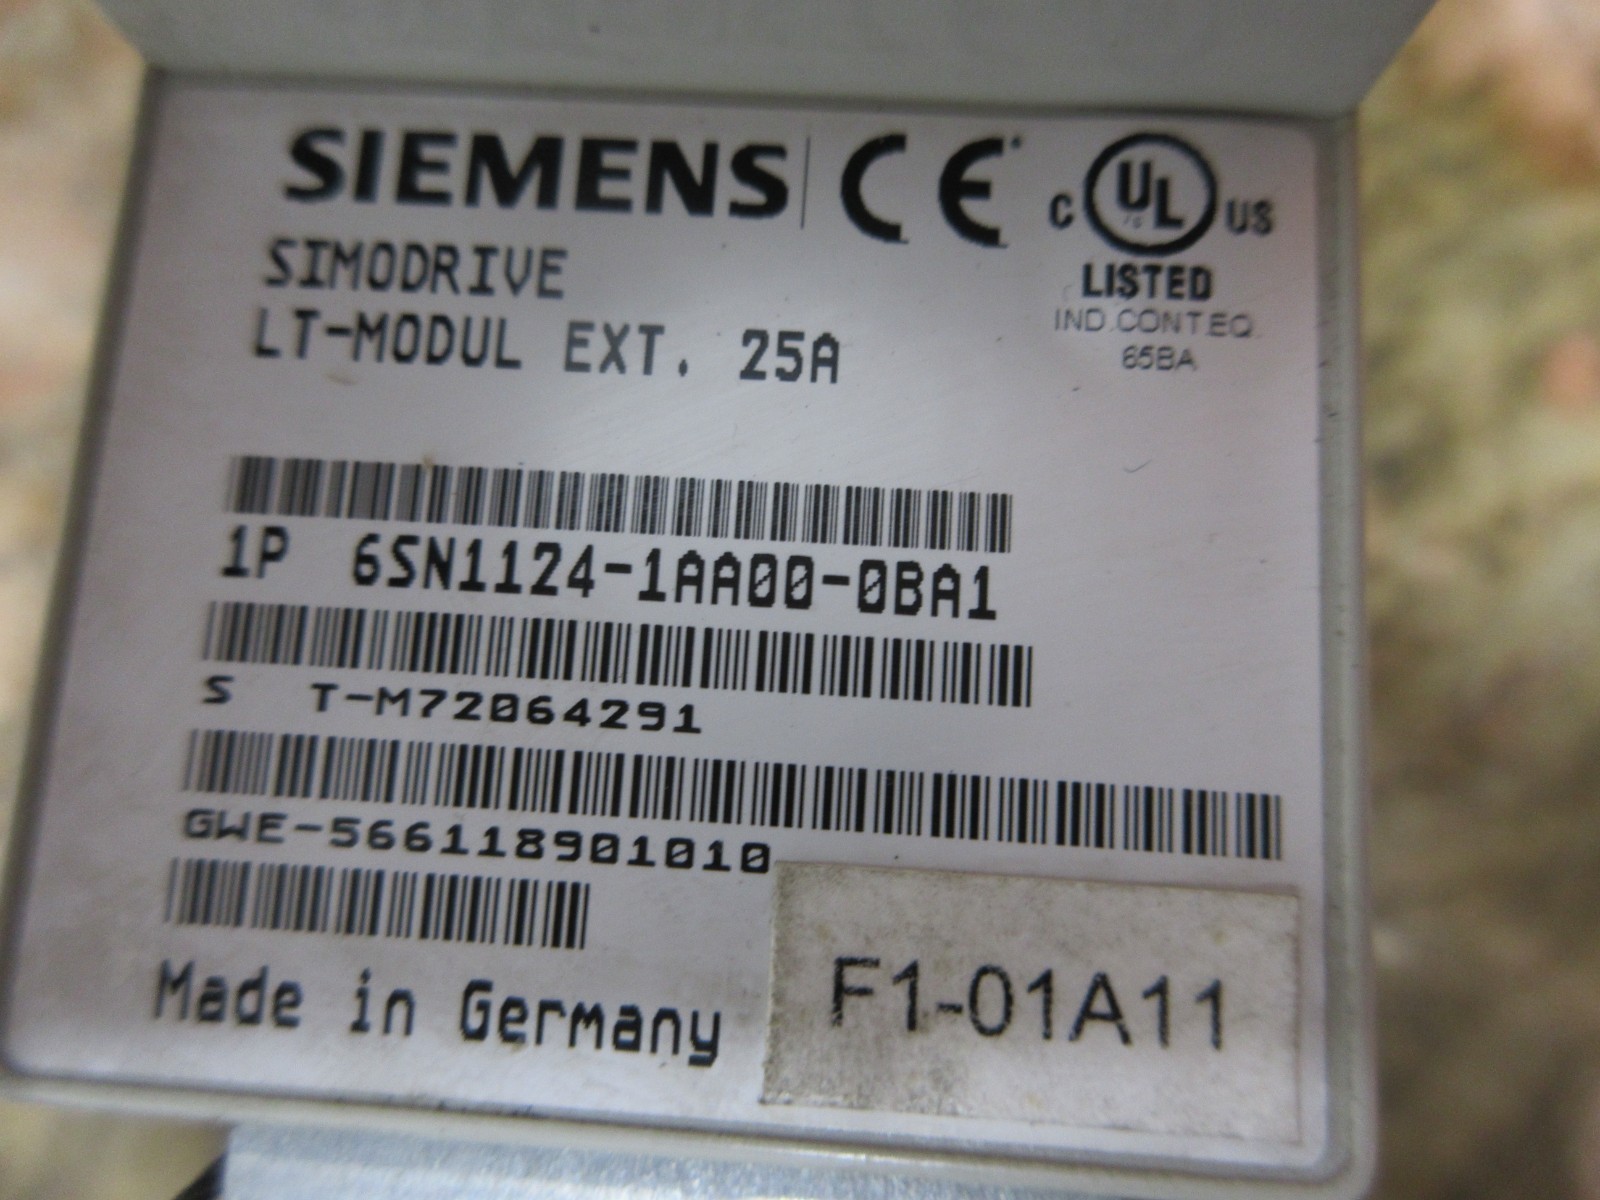 SIEMENS CE C UL US
SIMODRIVE
LISTED
LT-MODUL EXT. 25A
IND.CONT.EQ.
65BA
1P 6SN1124-1AA00-0BA1
S T-M72064291
GWE-566118901010
Made in Germany
F1-01A11